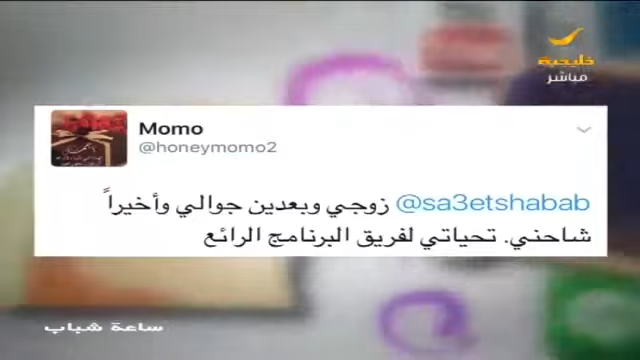 خليجية
مباشر
Momo
@honeymomo2
@sa3etshabab زوجي وبعدين جوالي وأخيراً
شاحني. تحياتي لفريق البرنامج الرائع
ساعة شباب